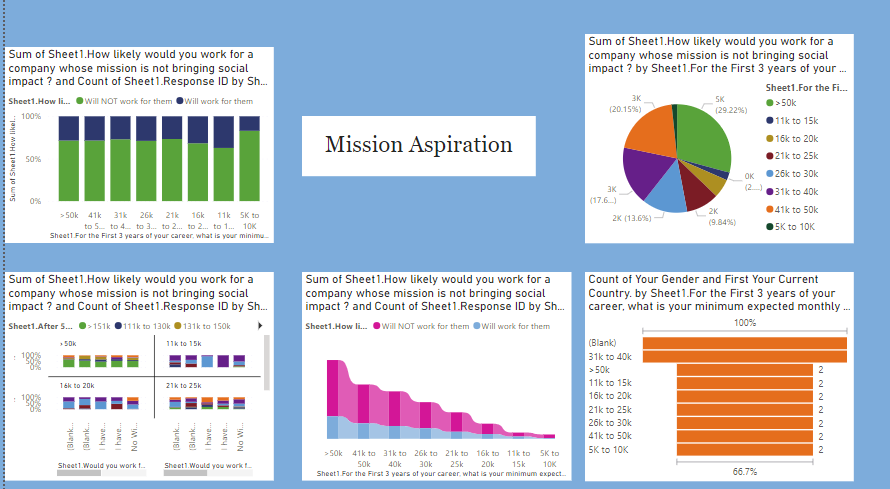 Sum of Sheet1.How likely would you work for a
company whose mission is not bringing social
impact ? and Count of Sheet1.Response ID by Sh...
Sheet1.How li... Will NOT work for them Will work for them
Sum of Sheet1.How likel...
100%
50%
0%
>50k 41k to 5... 31k to 4... 26k to 3... 21k to 2... 16k to 2... 11k to 1... 5K to 10K
Sheet1.For the First 3 years of your career, what is your minimu..
Mission Aspiration
Sum of Sheet1.How likely would you work for a
company whose mission is not bringing social
impact ? by Sheet1.For the First 3 years of your ...
Sheet1.For the Fi...
>50k
11k to 15k
16k to 20k
21k to 25k
26k to 30k
31k to 40k
41k to 50k
5K to 10K
5K
(29.22%)
0K
(2...)
2K
(9.84%)
2K (13.6%)
3K
(17.6...)
3K
(20.15%)
Sum of Sheet1.How likely would you work for a
company whose mission is not bringing social
impact ? and Count of Sheet1.Response ID by Sh...
Sheet1.After 5... >151k 111k to 130k 131k to 150k
>50k
11k to 15k
100%
50%
0%
16k to 20k
21k to 25k
100%
50%
0%
(Blank... (Blank... I have... I have... No Wi... (Blank... (Blank... I have... I have... No Wi...
Sheet1.Would you work f.. Sheet1.Would you work f..
Sum of Sheet1.How likely would you work for a
company whose mission is not bringing social
impact ? and Count of Sheet1.Response ID by Sh...
Sheet1.How li... Will NOT work for them Will work for them
>50k 41k to 50k 31k to 40k 26k to 30k 21k to 25k 16k to 20k 11k to 15k 5K to 10K
Sheet1.For the First 3 years of your career, what is your minimum expect...
Count of Your Gender and First Your Current
Country. by Sheet1.For the First 3 years of your
career, what is your minimum expected monthly ...
100%
(Blank)
31k to 40k
>50k 2
11k to 15k 2
16k to 20k 2
21k to 25k 2
26k to 30k 2
41k to 50k 2
5K to 10K 2
66.7%